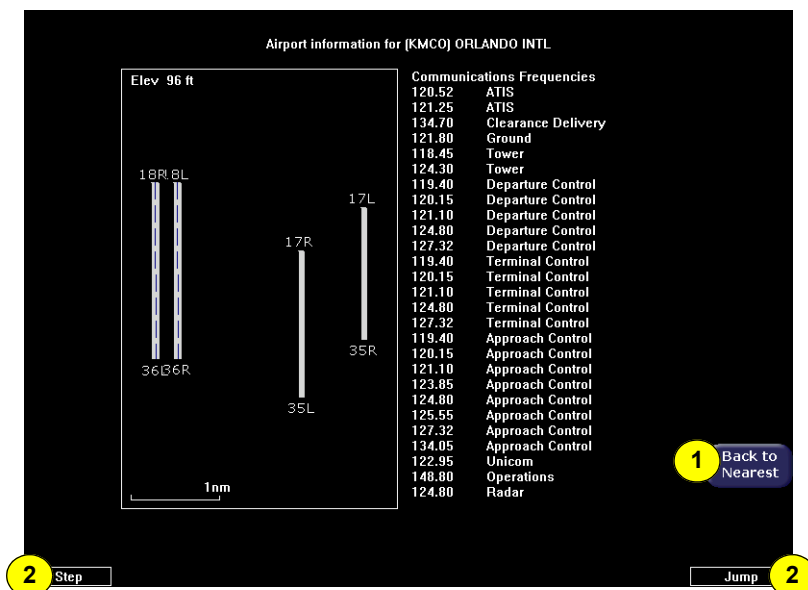 Airport information for (KMCO) ORLANDO INTL
Elev 96 ft
18R 8L
17L
17R
35R
36L 36R
35L
1nm
Communications Frequencies
120.52 ATIS
121.25 ATIS
134.70 Clearance Delivery
121.80 Ground
118.45 Tower
124.30 Tower
119.40 Departure Control
120.15 Departure Control
121.10 Departure Control
124.80 Departure Control
127.32 Departure Control
119.40 Terminal Control
120.15 Terminal Control
121.10 Terminal Control
124.80 Terminal Control
127.32 Terminal Control
119.40 Approach Control
120.15 Approach Control
121.10 Approach Control
123.85 Approach Control
124.80 Approach Control
125.55 Approach Control
127.32 Approach Control
134.05 Approach Control
122.95 Unicom
148.80 Operations
124.80 Radar
1 Back to
Nearest
2 Step
Jump 2